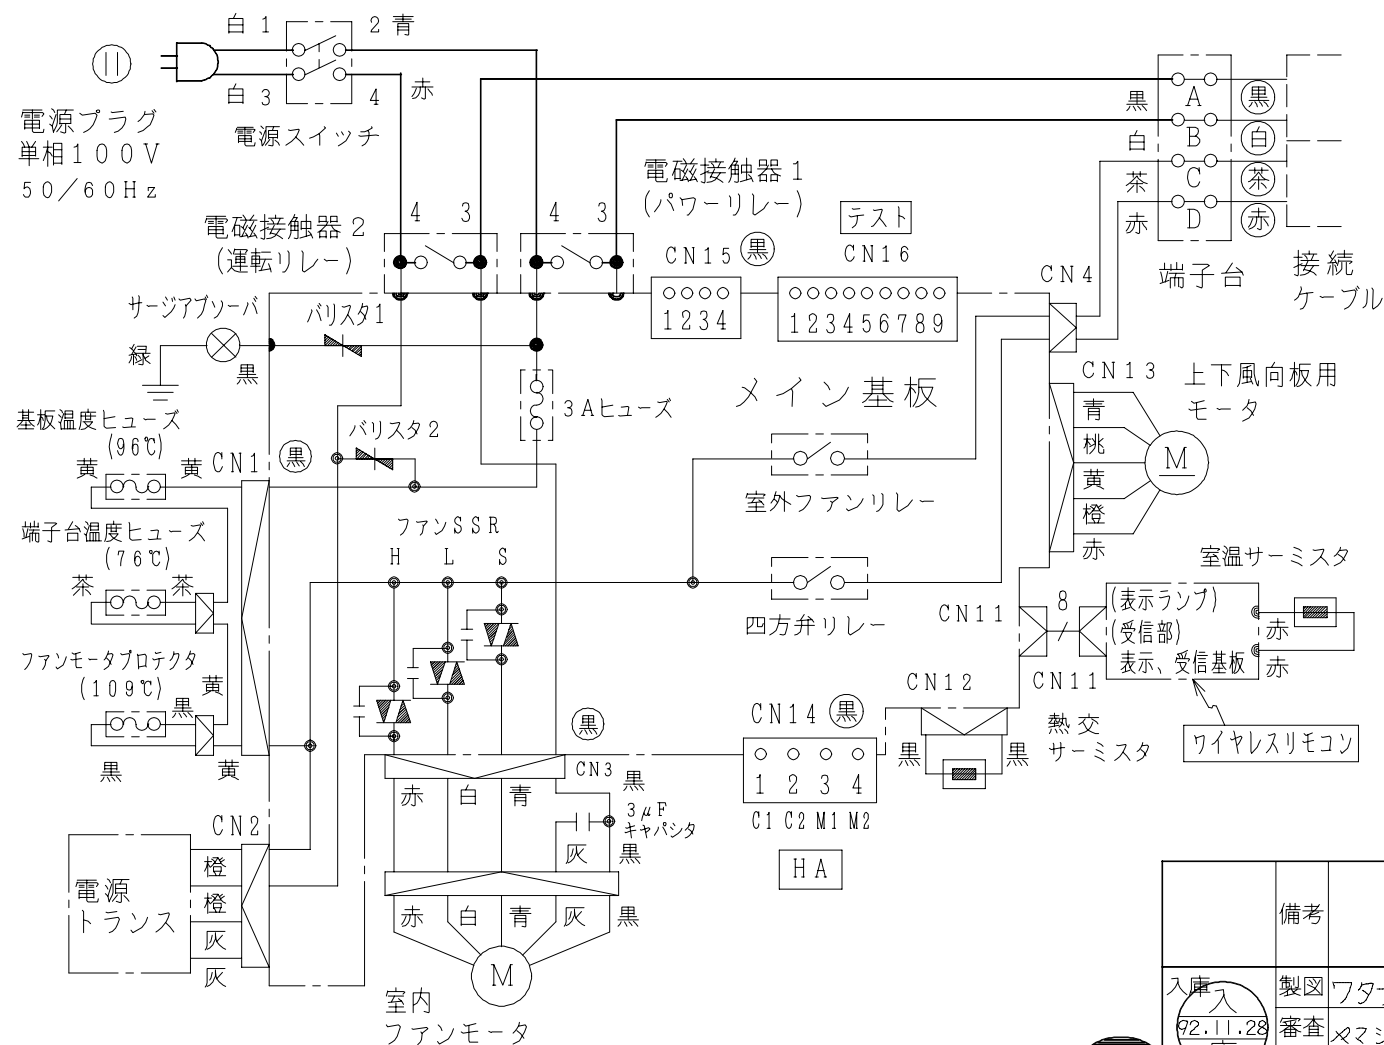 白 1
2 青
白 3
4
赤
電源プラグ
単相100V
50/60Hz
電源スイッチ
電磁接触器2
(運転リレー)
4 3
4 3
電磁接触器1
(パワーリレー)
テスト
CN15 黒
CN16
1234
123456789
CN4
黒 A 黒
白 B 白
茶 C 茶
赤 D 赤
端子台
接続
ケーブル
サージアブソーバ
バリスタ1
緑
黒
3Aヒューズ
メイン基板
CN13
上下風向板用
モータ
青
桃
黄
橙
赤
M
基板温度ヒューズ
(96℃)
黄 黄
CN1 黒
バリスタ2
室外ファンリレー
端子台温度ヒューズ
(76℃)
茶 茶
ファンSSR
H L S
四方弁リレー
CN11
8
(表示ランプ)
(受信部)
表示、受信基板
CN11
室温サーミスタ
赤
赤
ワイヤレスリモコン
ファンモータプロテクタ
(109℃)
黒 黄
黒 黄
CN12
黒 黒
熱交
サーミスタ
黒
CN3
黒
CN14 黒
1 2 3 4
C1 C2 M1 M2
HA
赤 白 青
3μF
キャパシタ
灰 黒
CN2
電源
トランス
橙
橙
灰
灰
赤 白 青 灰 黒
M
室内
ファンモータ
備考
入庫
入
92.11.28
製図
審査